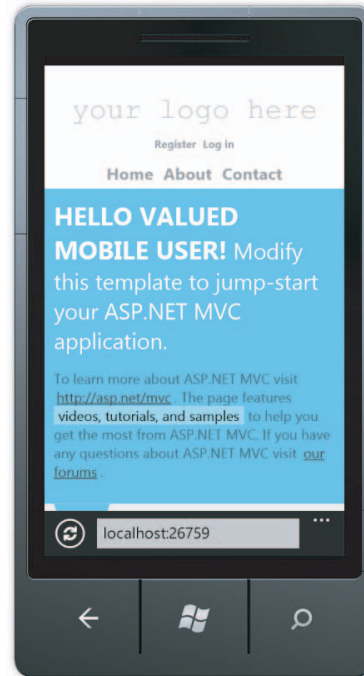 your logo here
Register Log in
Home About Contact
HELLO VALUED
MOBILE USER! Modify
this template to jump-start
your ASP.NET MVC
application.
To learn more about ASP.NET MVC visit
http://asp.net/mvc . The page features
videos, tutorials, and samples to help you
get the most from ASP.NET MVC. If you have
any questions about ASP.NET MVC visit our
forums .
localhost:26759